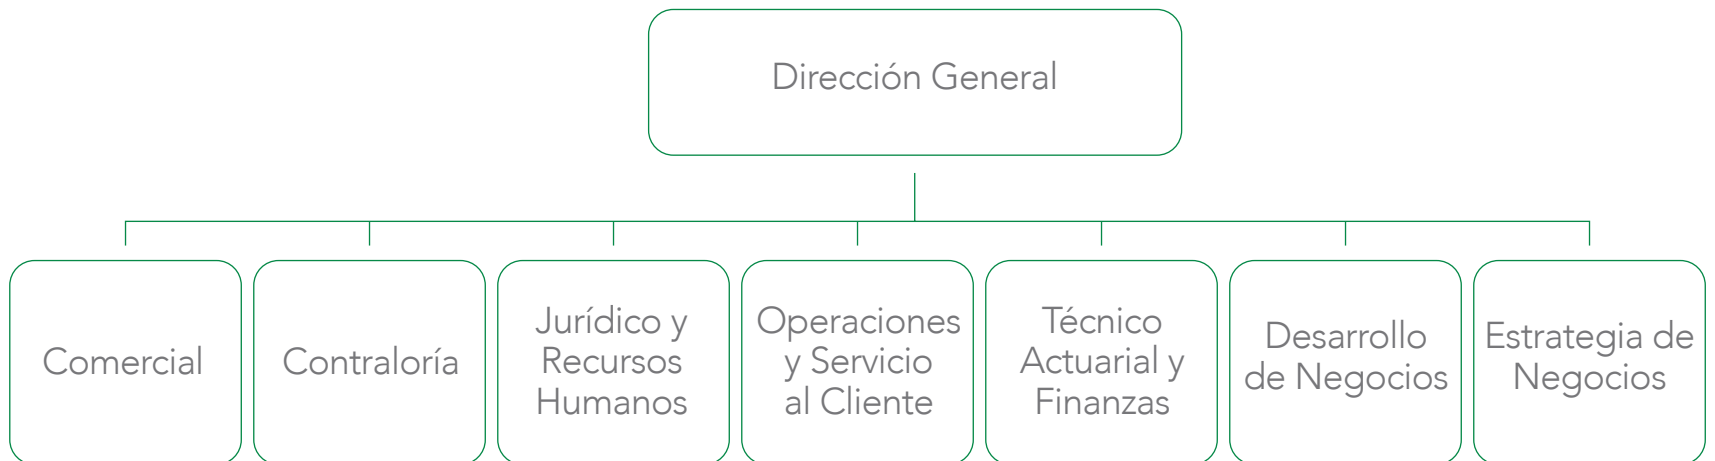 Dirección General
Comercial
Contraloría
Jurídico y
Recursos
Humanos
Operaciones
y Servicio
al Cliente
Técnico
Actuarial y
Finanzas
Desarrollo
de Negocios
Estrategia de
Negocios